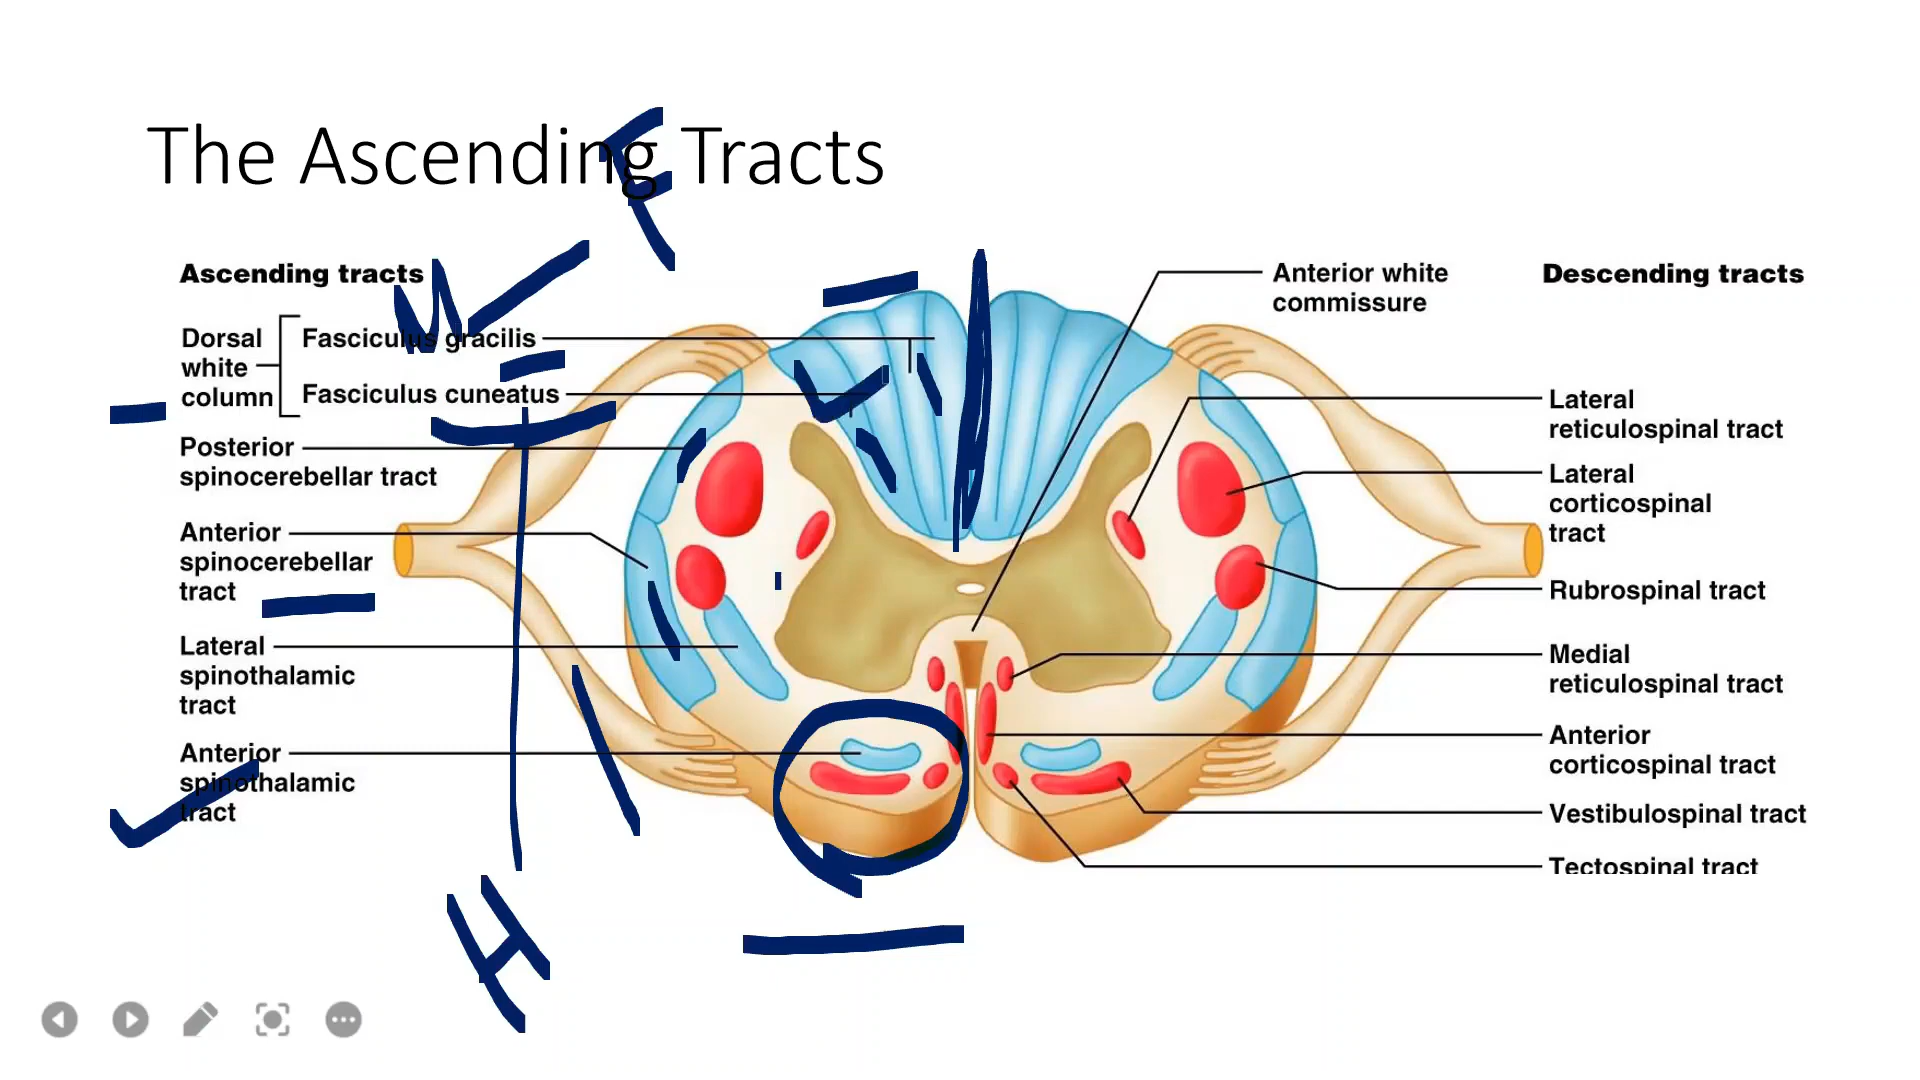 The Ascending Tracts
Ascending tracts
Dorsal
white
column
Fasciculus gracilis
Fasciculus cuneatus
Posterior
spinocerebellar tract
Anterior
spinocerebellar
tract
Lateral
spinothalamic
tract
Anterior
spinothalamic
tract
Anterior white
commissure
Descending tracts
Lateral
reticulospinal tract
Lateral
corticospinal
tract
Rubrospinal tract
Medial
reticulospinal tract
Anterior
corticospinal tract
Vestibulospinal tract
Tectospinal tract
F
M
H